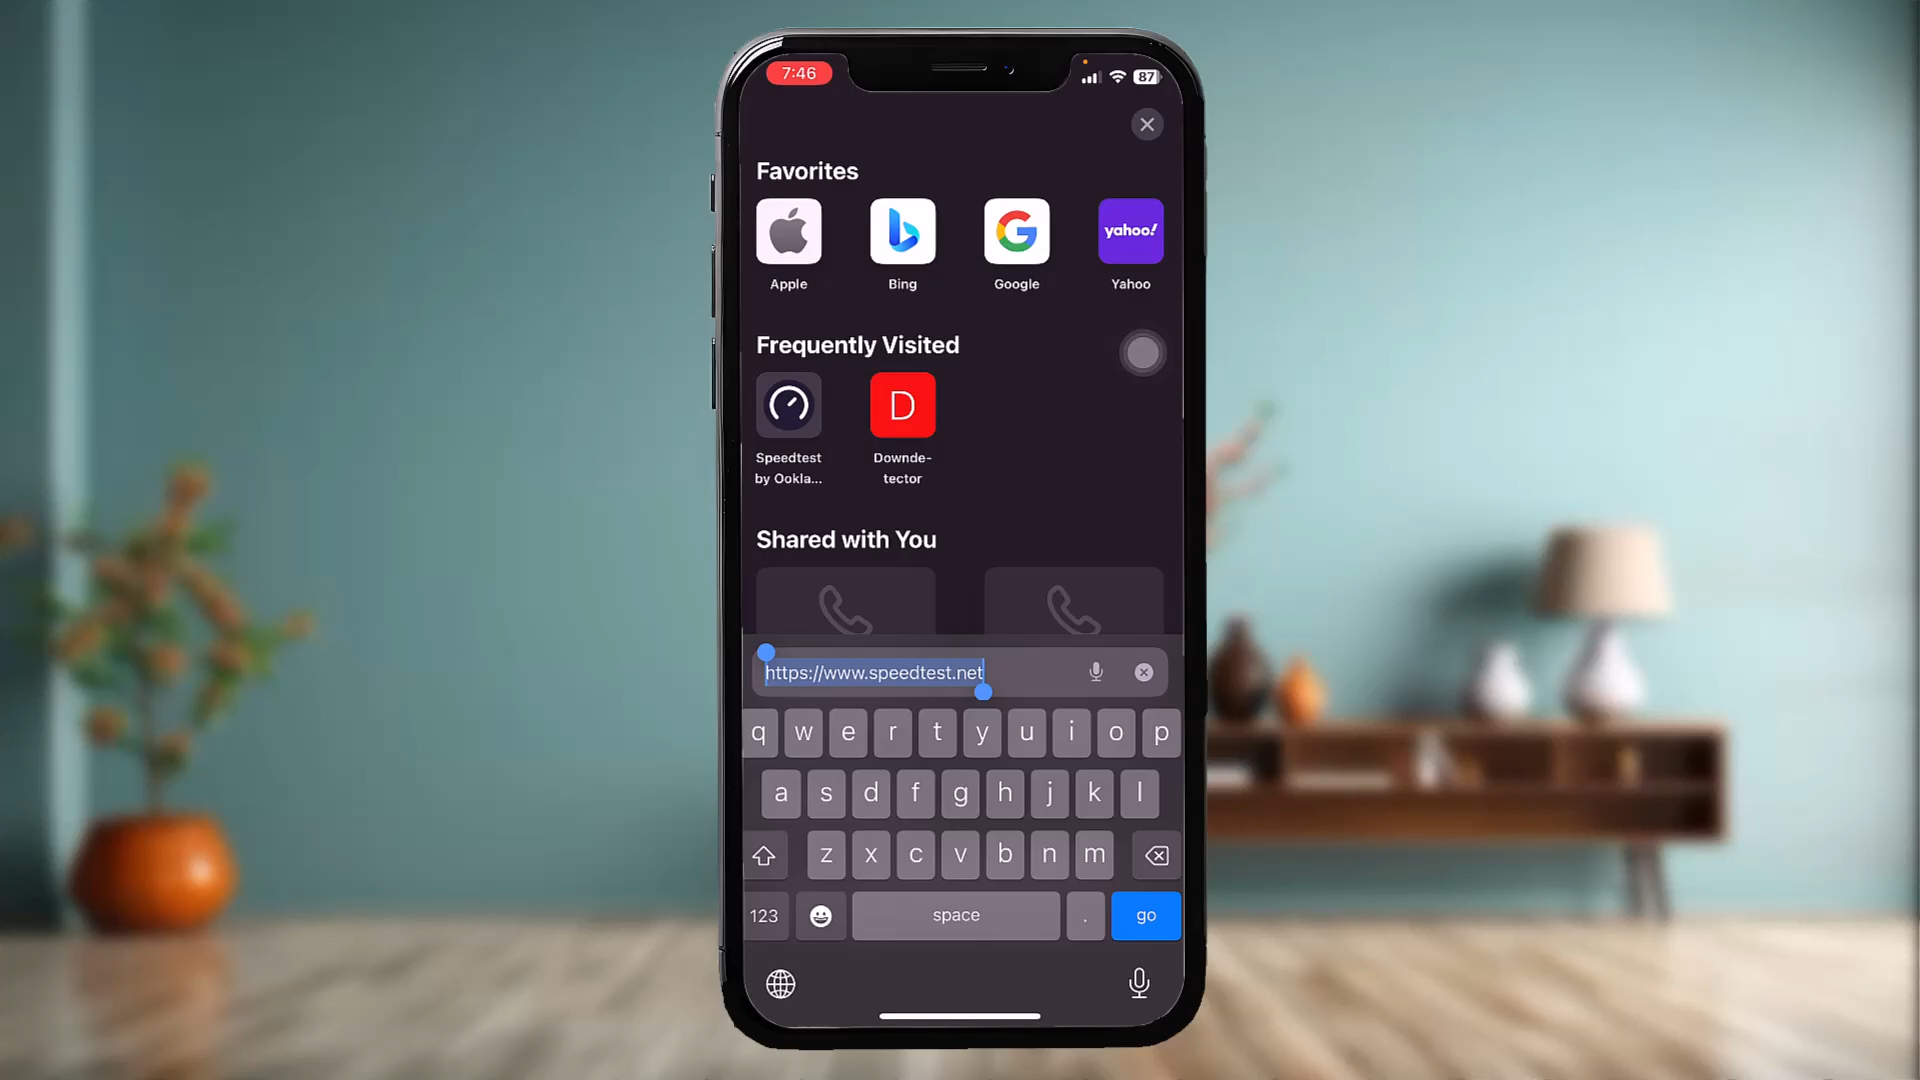 7:46
87
Favorites
yahoo!
Apple Bing Google Yahoo
Frequently Visited
D
Speedtest
by Ookla...
Downde-
tector
Shared with You
https://www.speedtest.net
q w e r t y u i o p
a s d f g h j k l
z x c v b n m
123 space . go